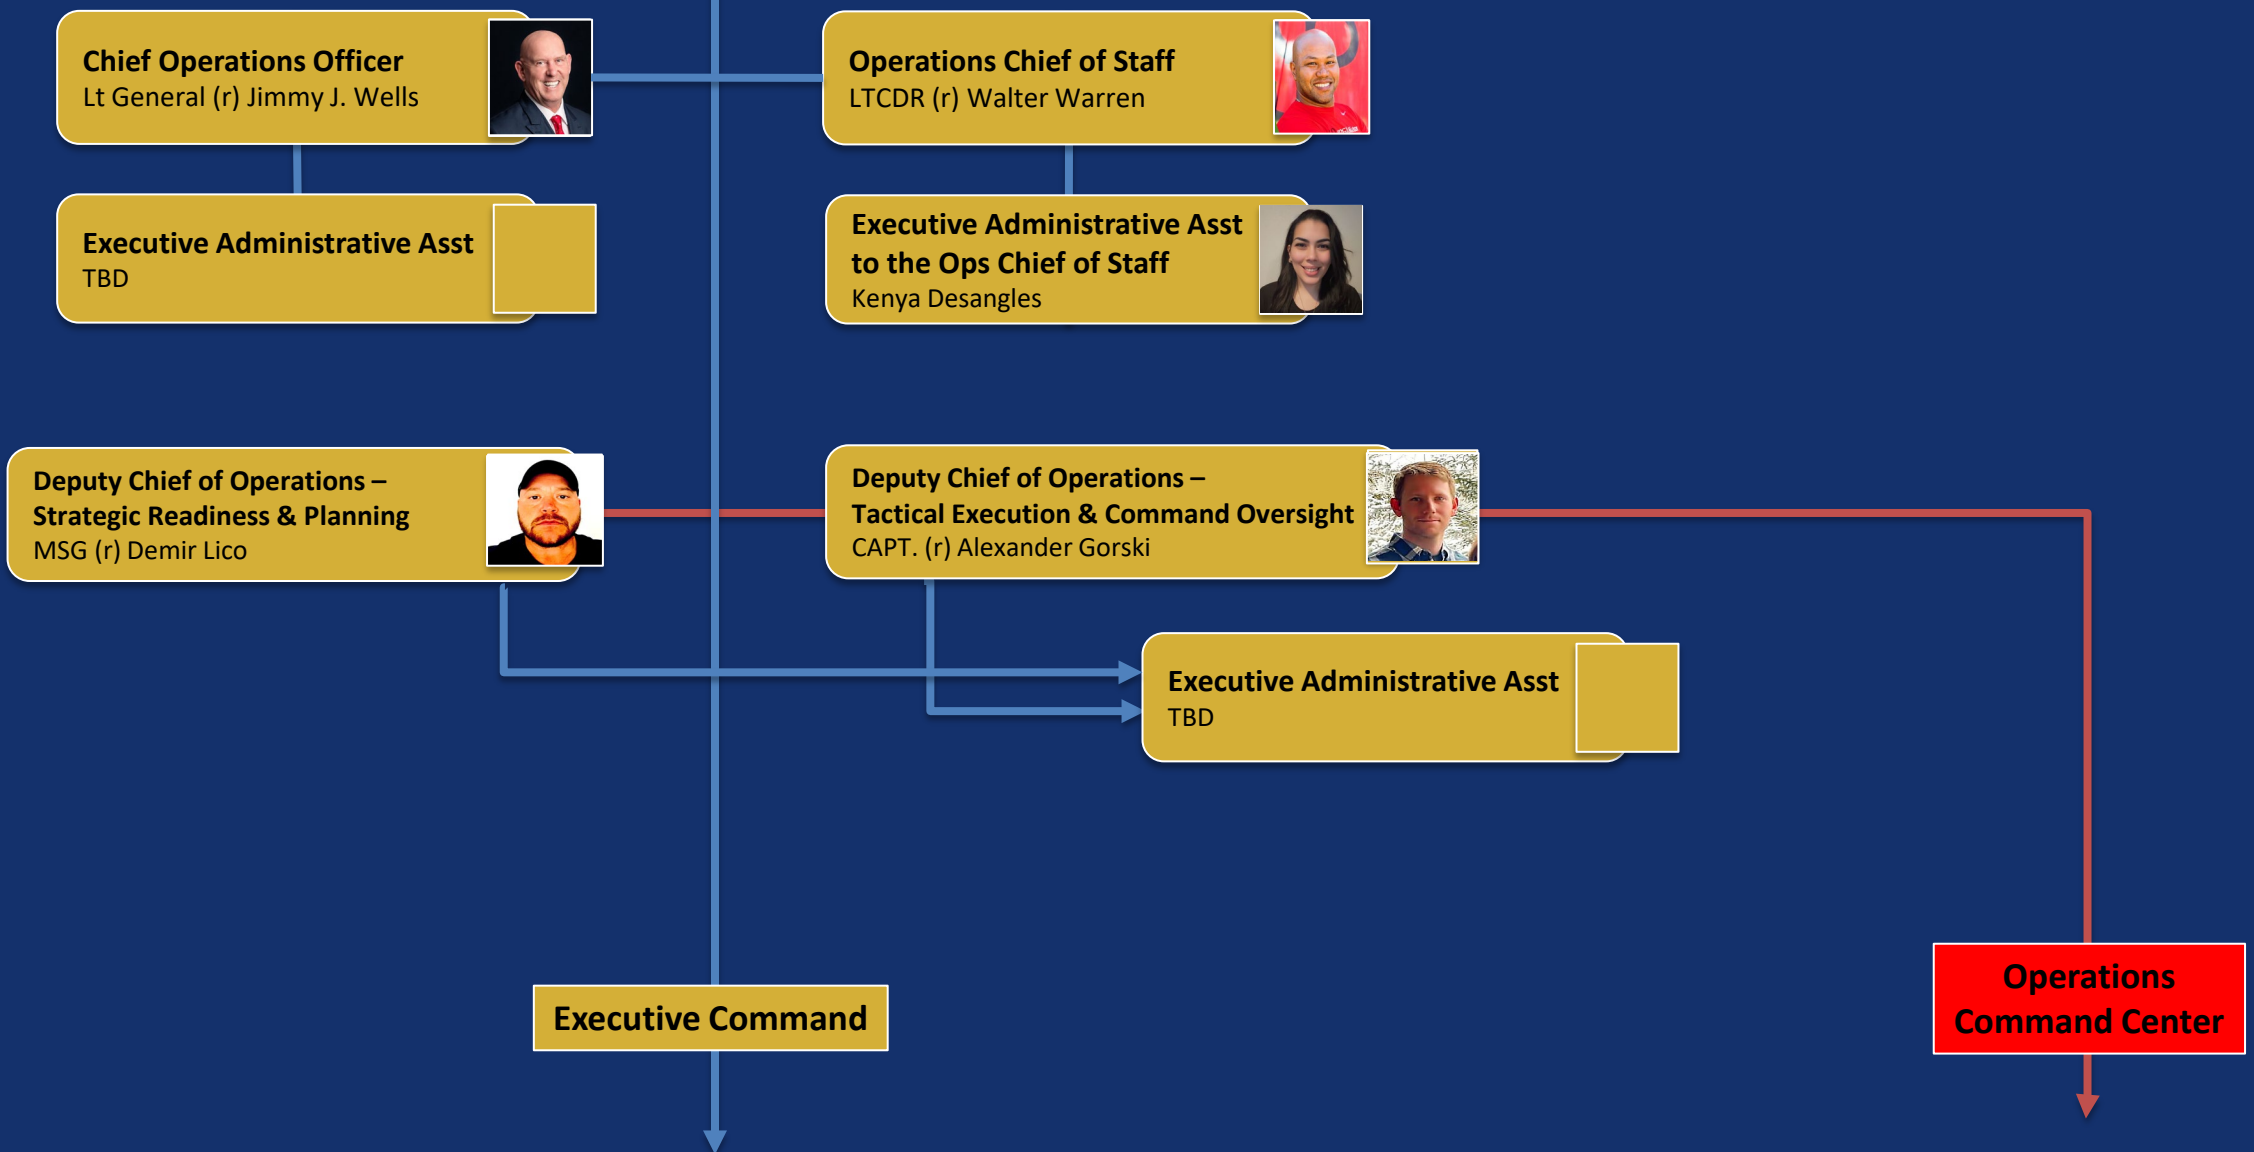 Chief Operations Officer
Lt General (r) Jimmy J. Wells
Operations Chief of Staff
LTCDR (r) Walter Warren
Executive Administrative Asst
TBD
Executive Administrative Asst
to the Ops Chief of Staff
Kenya Desangles
Deputy Chief of Operations –
Strategic Readiness & Planning
MSG (r) Demir Lico
Deputy Chief of Operations –
Tactical Execution & Command Oversight
CAPT. (r) Alexander Gorski
Executive Administrative Asst
TBD
Executive Command
Operations
Command Center